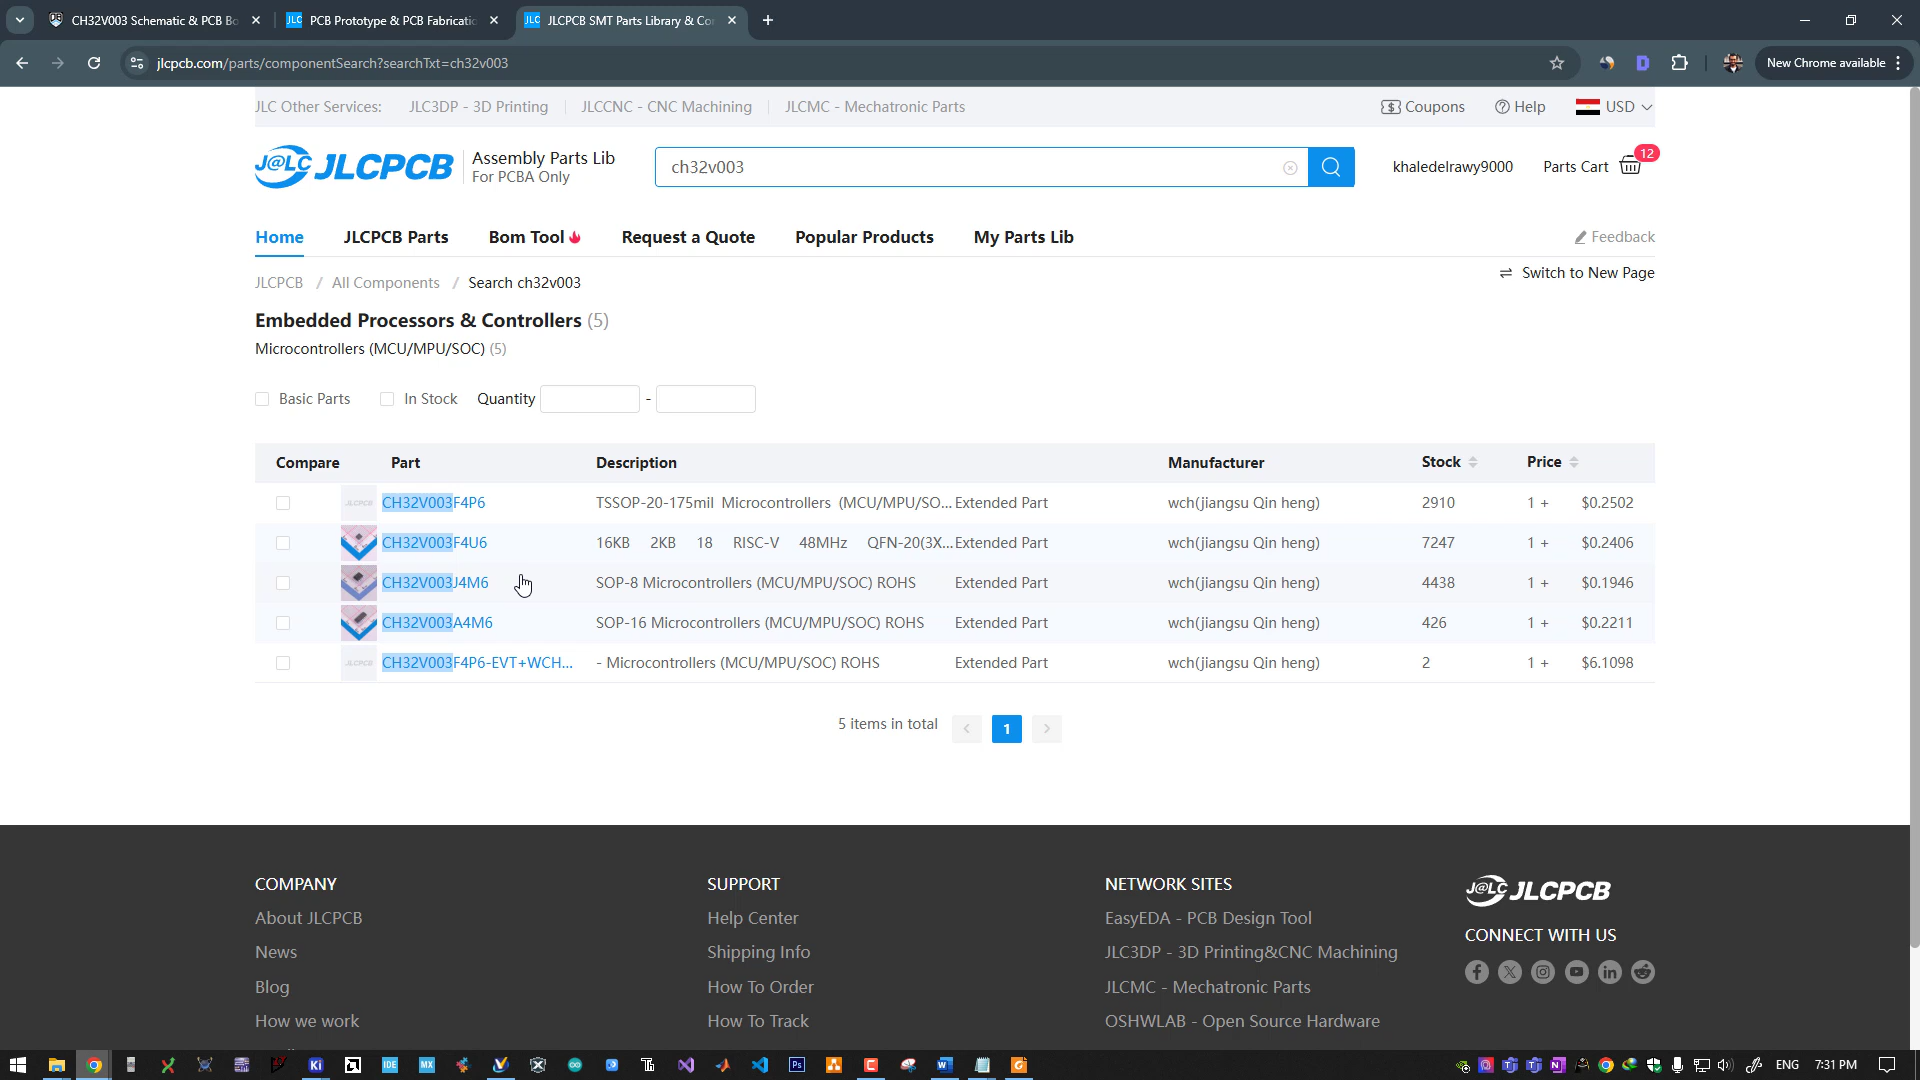 CH32V003 Schematic & PCB Bo
PCB Prototype & PCB Fabricatio
JLCPCB SMT Parts Library & Co
jlcpcb.com/parts/componentSearch?searchTxt=ch32v003
New Chrome available
JLC Other Services: JLC3DP - 3D Printing JLCCNC - CNC Machining JLCMC - Mechatronic Parts Coupons Help USD
J@LC JLCPCB
Assembly Parts Lib
For PCBA Only
ch32v003
khaledelrawy9000 Parts Cart 12
Home JLCPCB Parts Bom Tool Request a Quote Popular Products My Parts Lib Feedback
JLCPCB / All Components / Search ch32v003
Switch to New Page
Embedded Processors & Controllers (5)
Microcontrollers (MCU/MPU/SOC) (5)
Basic Parts In Stock Quantity -
Compare Part Description Manufacturer Stock Price
CH32V003F4P6 TSSOP-20-175mil Microcontrollers (MCU/MPU/SO... Extended Part wch(jiangsu Qin heng) 2910 1 + $0.2502
CH32V003F4U6 16KB 2KB 18 RISC-V 48MHz QFN-20(3X... Extended Part wch(jiangsu Qin heng) 7247 1 + $0.2406
CH32V003J4M6 SOP-8 Microcontrollers (MCU/MPU/SOC) ROHS Extended Part wch(jiangsu Qin heng) 4438 1 + $0.1946
CH32V003A4M6 SOP-16 Microcontrollers (MCU/MPU/SOC) ROHS Extended Part wch(jiangsu Qin heng) 426 1 + $0.2211
CH32V003F4P6-EVT+WCH... - Microcontrollers (MCU/MPU/SOC) ROHS Extended Part wch(jiangsu Qin heng) 2 1 + $6.1098
5 items in total < 1 >
COMPANY
About JLCPCB
News
Blog
How we work
SUPPORT
Help Center
Shipping Info
How To Order
How To Track
NETWORK SITES
EasyEDA - PCB Design Tool
JLC3DP - 3D Printing&CNC Machining
JLCMC - Mechatronic Parts
OSHWLAB - Open Source Hardware
J@LC JLCPCB
CONNECT WITH US
ENG 7:31 PM